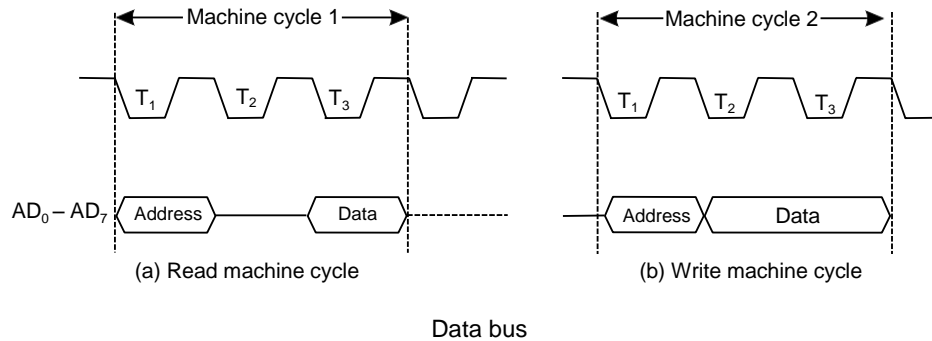 Machine cycle 1
Machine cycle 2
T₁ T₂ T₃
T₁ T₂ T₃
AD₀ – AD₇
Address
Data
Address
Data
(a) Read machine cycle
(b) Write machine cycle
Data bus